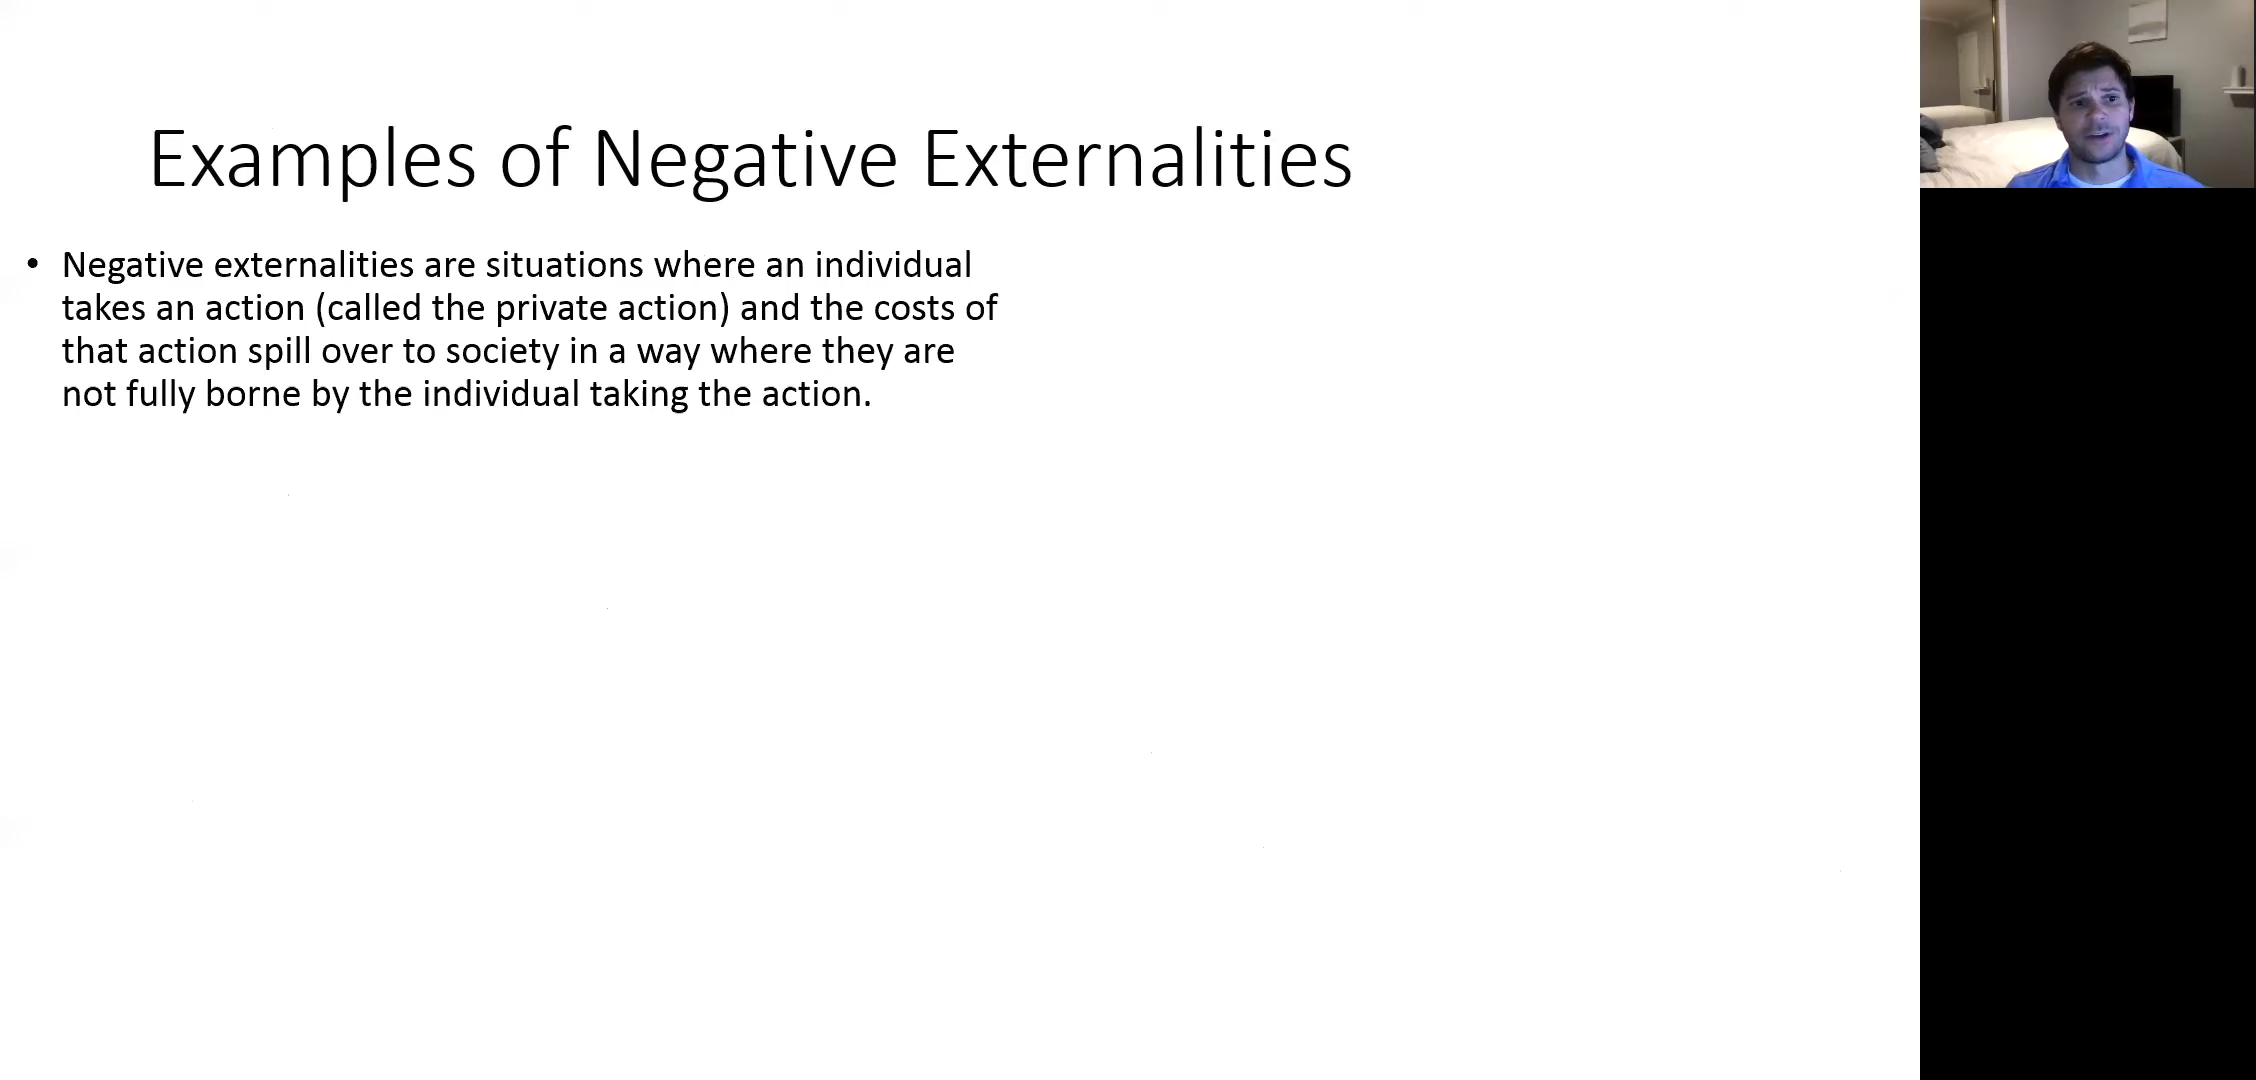 Examples of Negative Externalities
• Negative externalities are situations where an individual
takes an action (called the private action) and the costs of
that action spill over to society in a way where they are
not fully borne by the individual taking the action.